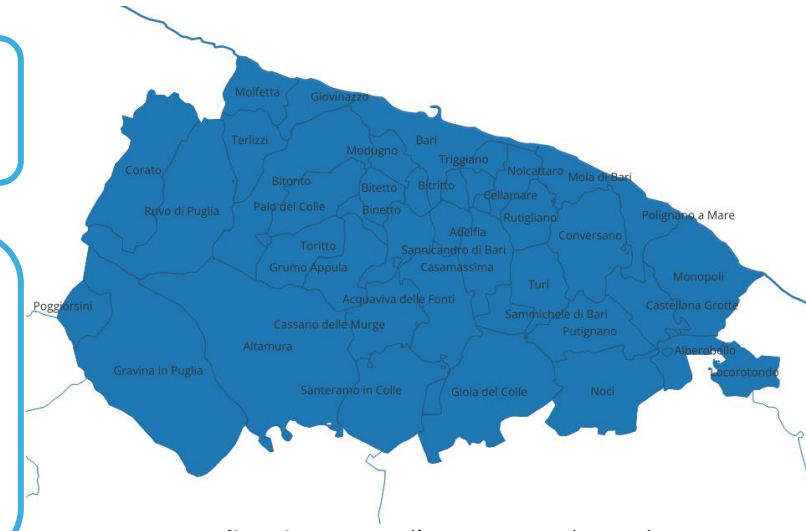 Molfetta
Giovinazzo
Terlizzi
Bari
Modugno
Triggiano
Corato
Noicattaro
Mola di Bari
Bitonto
Bitetto
Bitritto
Cellamare
Ruvo di Puglia
Palo del Colle
Binetto
Rutigliano
Polignano a Mare
Adelfia
Conversano
Toritto
Sannicandro di Bari
Grumo Appula
Casamassima
Monopoli
Turi
Poggiorsini
Acquaviva delle Fonti
Castellana Grotte
Sammichele di Bari
Cassano delle Murge
Putignano
Altamura
Alberobello
Gravina in Puglia
Locorotondo
Santeramo in Colle
Gioia del Colle
Noci